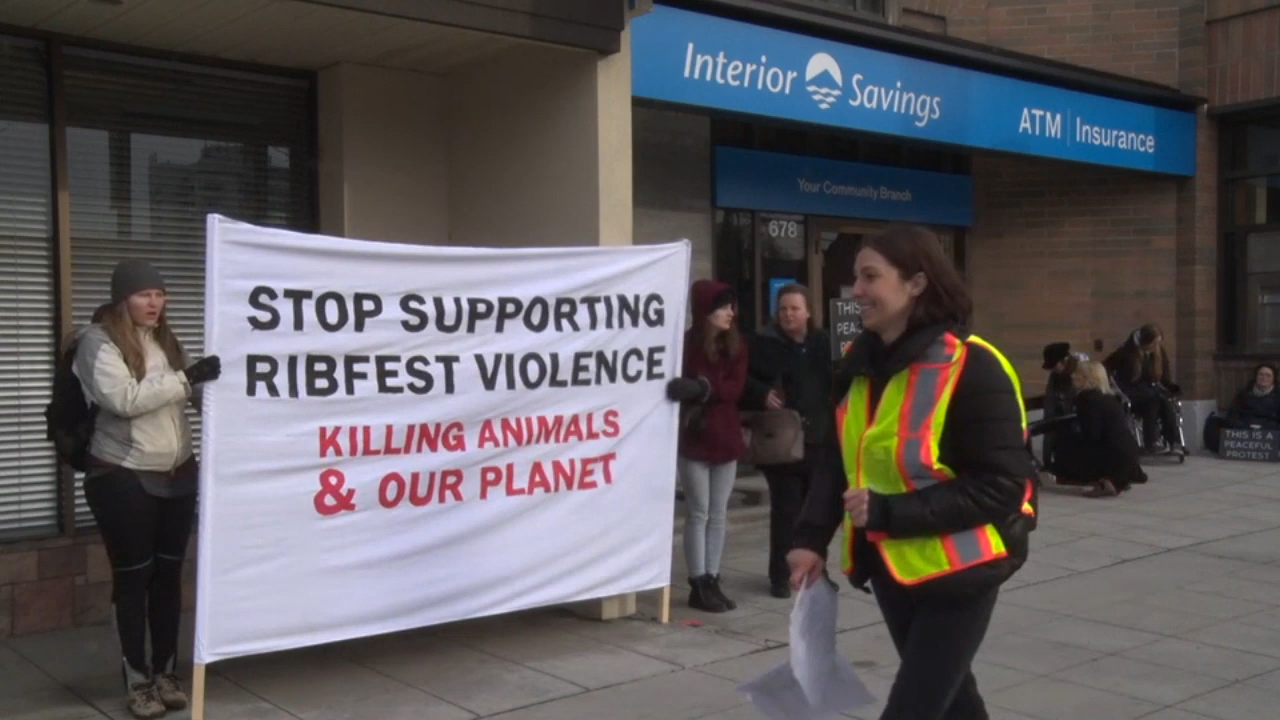 Interior Savings
ATM | Insurance
Your Community Branch
678
STOP SUPPORTING
RIBFEST VIOLENCE
KILLING ANIMALS
& OUR PLANET
THIS
THIS IS A
PEACEFUL
PROTEST